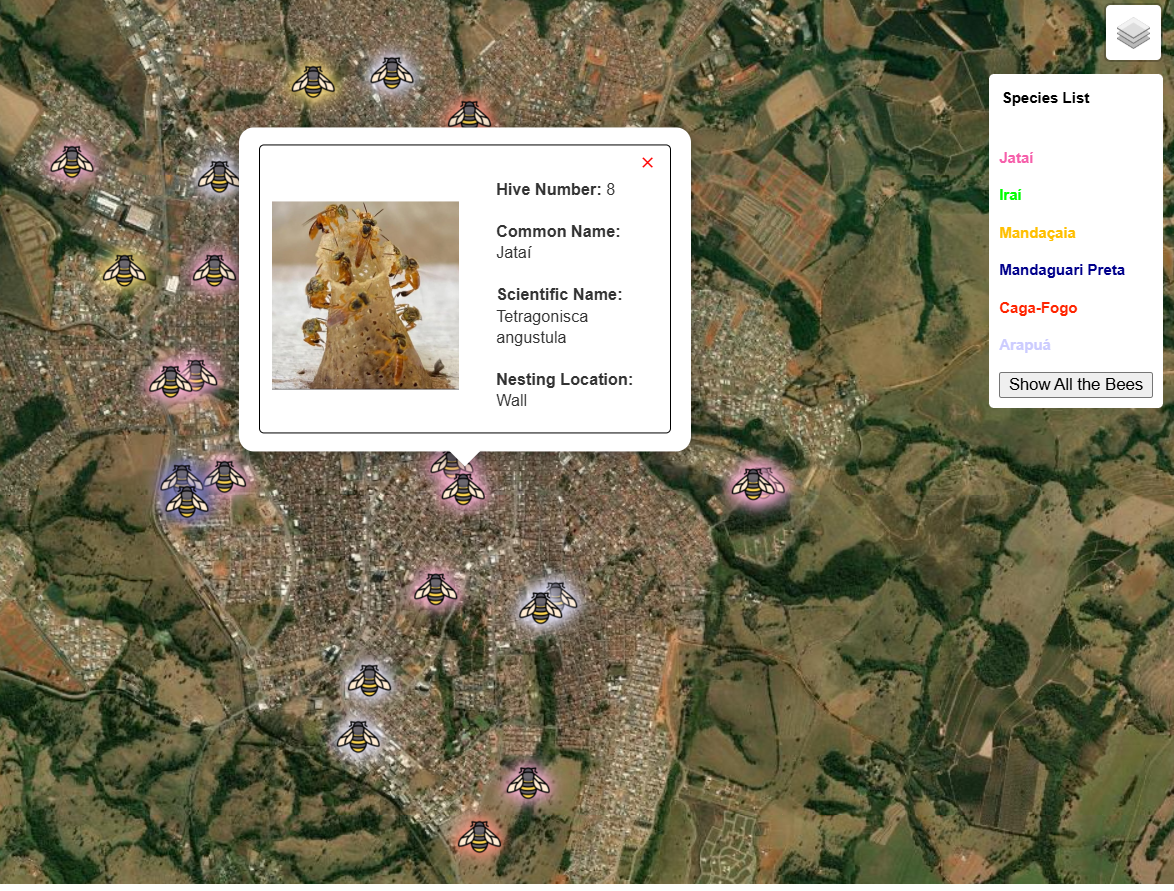 Species List
Jataí
Iraí
Mandaçaia
Mandaguari Preta
Caga-Fogo
Arapuá
Show All the Bees
×
Hive Number: 8
Common Name:
Jataí
Scientific Name:
Tetragonisca
angustula
Nesting Location:
Wall